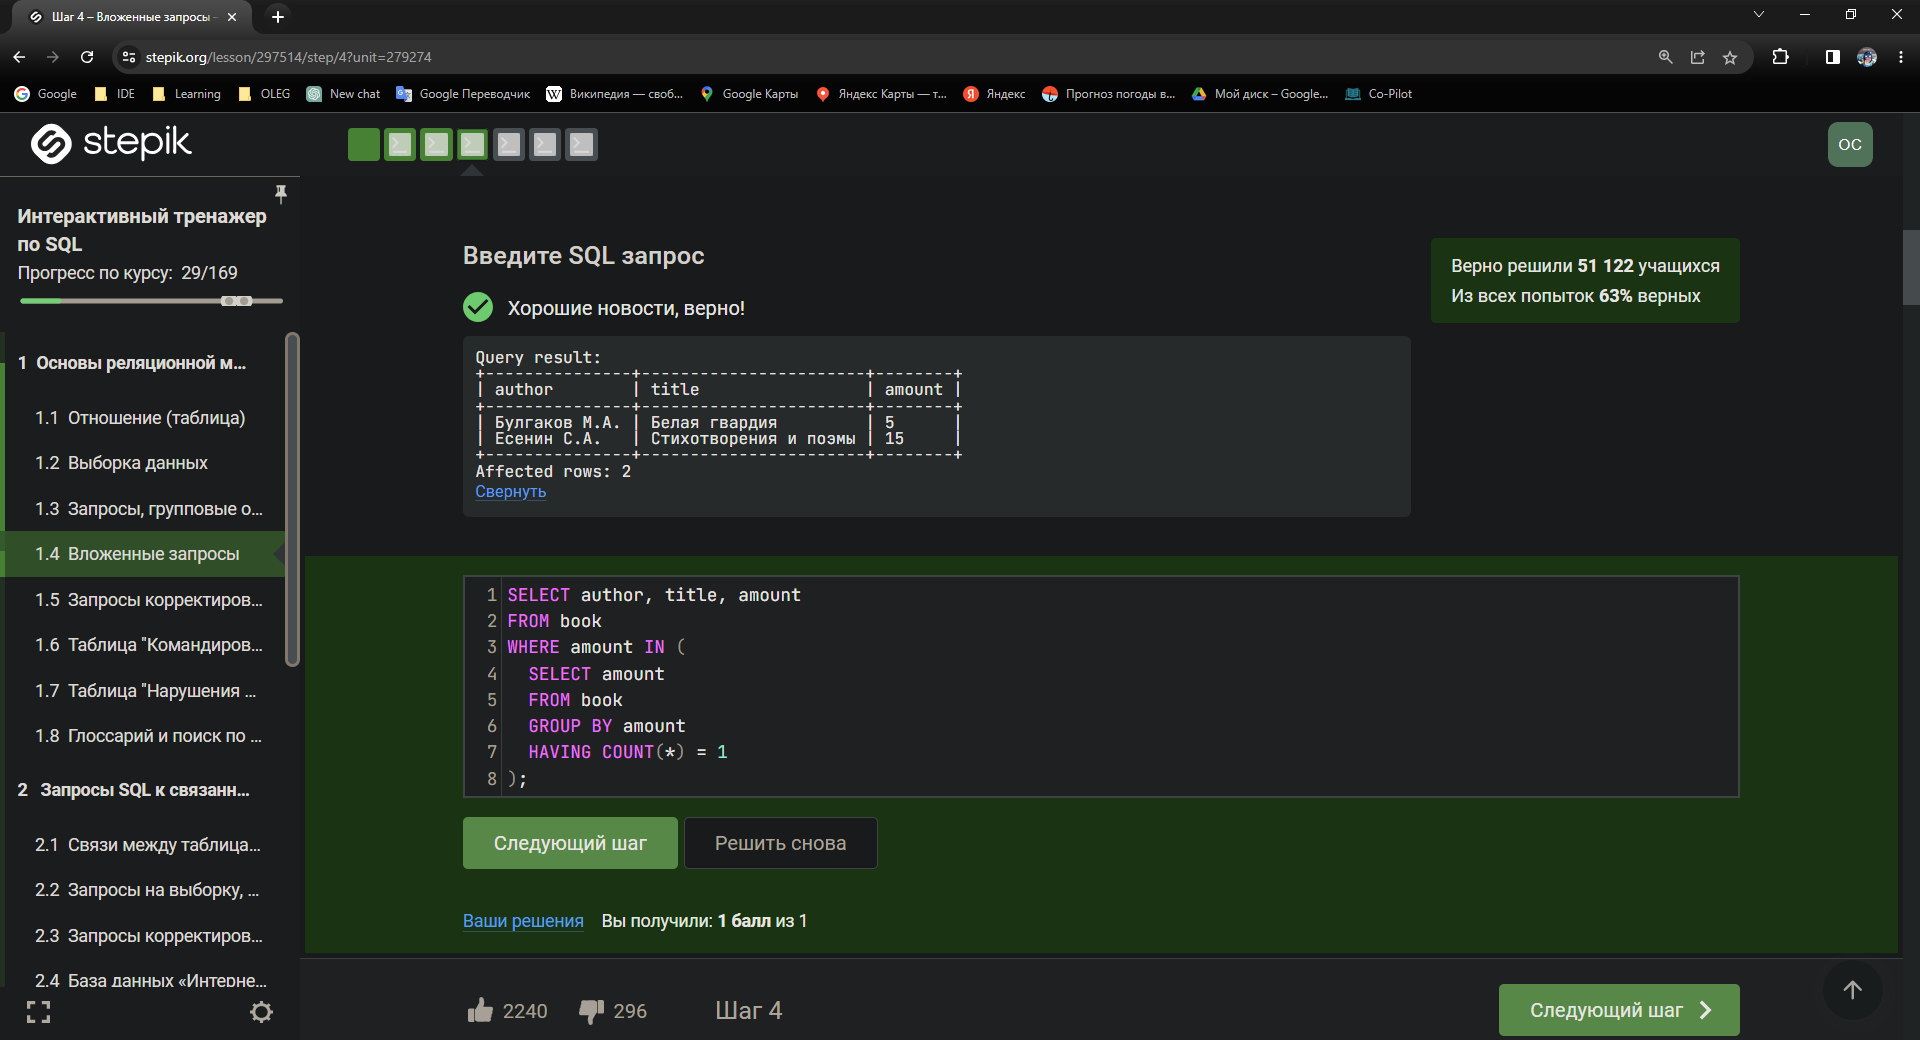 Шаг 4 – Вложенные запросы –
stepik.org/lesson/297514/step/4?unit=279274
Google
IDE
Learning
OLEG
New chat
Google Переводчик
Википедия — своб...
Google Карты
Яндекс Карты — т...
Яндекс
Прогноз погоды в...
Мой диск – Google...
Co-Pilot
stepik
OC
Интерактивный тренажер
по SQL
Прогресс по курсу: 29/169
1 Основы реляционной м...
1.1 Отношение (таблица)
1.2 Выборка данных
1.3 Запросы, групповые о...
1.4 Вложенные запросы
1.5 Запросы корректиров...
1.6 Таблица "Командиров...
1.7 Таблица "Нарушения ...
1.8 Глоссарий и поиск по ...
2 Запросы SQL к связанн...
2.1 Связи между таблица...
2.2 Запросы на выборку, ...
2.3 Запросы корректиров...
2.4 База данных «Интерне...
Введите SQL запрос
Хорошие новости, верно!
Верно решили 51 122 учащихся
Из всех попыток 63% верных
Query result:
+---------------+-----------------------+--------+
| author        | title                 | amount |
+---------------+-----------------------+--------+
| Булгаков М.А. | Белая гвардия         | 5      |
| Есенин С.А.   | Стихотворения и поэмы | 15     |
+---------------+-----------------------+--------+
Affected rows: 2
Свернуть
1 SELECT author, title, amount
2 FROM book
3 WHERE amount IN (
4   SELECT amount
5   FROM book
6   GROUP BY amount
7   HAVING COUNT(*) = 1
8 );
Следующий шаг
Решить снова
Ваши решения Вы получили: 1 балл из 1
2240
296
Шаг 4
Следующий шаг